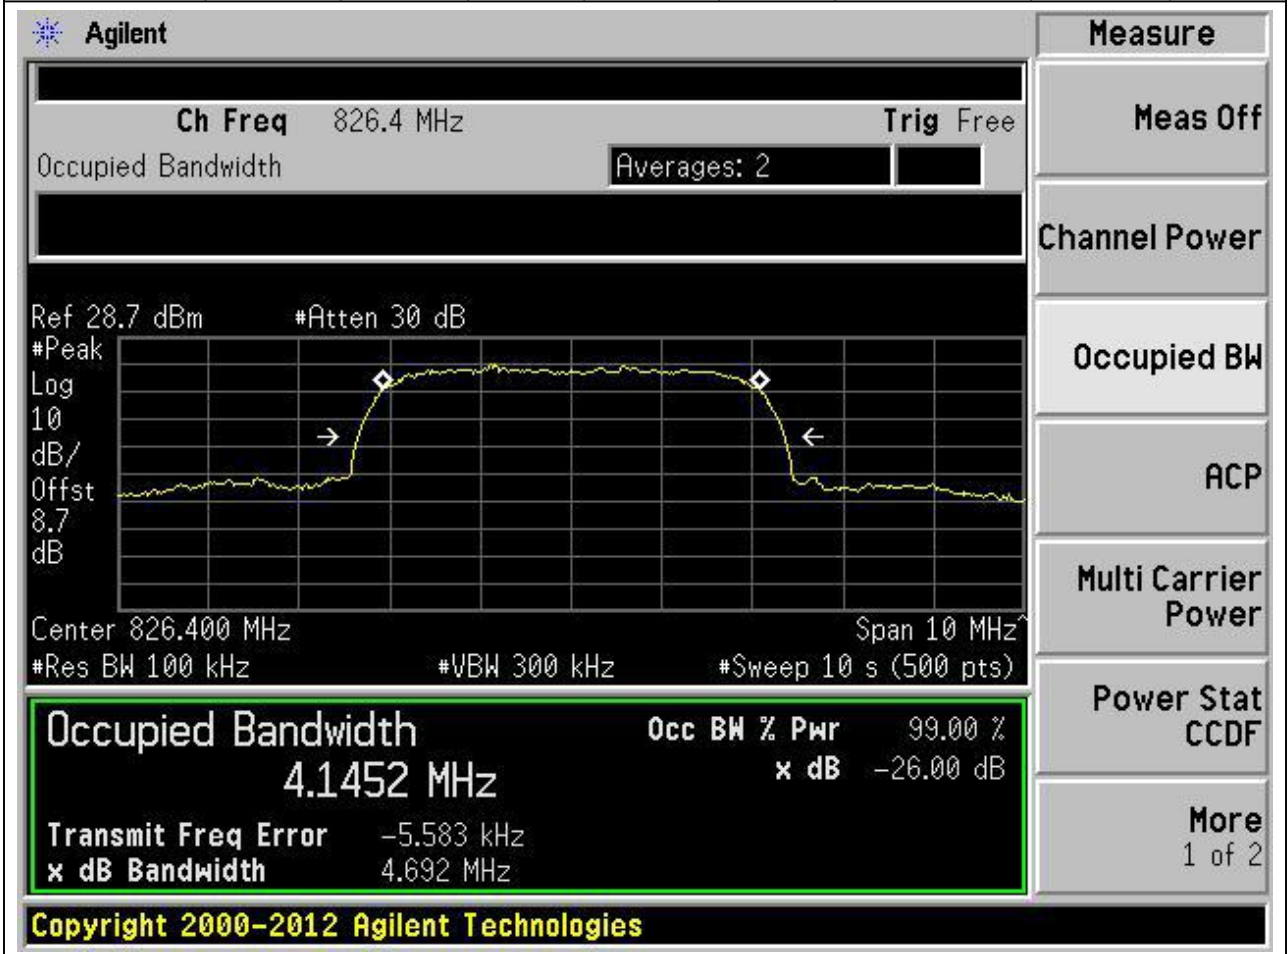 Agilent
Measure
Ch Freq 826.4 MHz Trig Free
Occupied Bandwidth Averages: 2
Meas Off
Channel Power
Occupied BW
ACP
Multi Carrier
Power
Power Stat
CCDF
More
1 of 2
Ref 28.7 dBm #Atten 30 dB
#Peak
Log
10
dB/
Offst
8.7
dB
Center 826.400 MHz Span 10 MHz^
#Res BW 100 kHz #VBW 300 kHz #Sweep 10 s (500 pts)
Occupied Bandwidth Occ BW % Pwr 99.00 %
4.1452 MHz x dB -26.00 dB
Transmit Freq Error -5.583 kHz
x dB Bandwidth 4.692 MHz
Copyright 2000-2012 Agilent Technologies